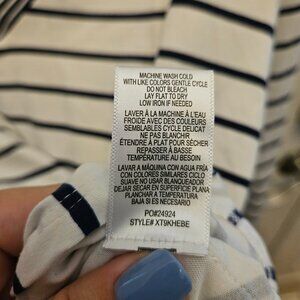 MACHINE WASH COLD
WITH LIKE COLORS GENTLE CYCLE
DO NOT BLEACH
LAY FLAT TO DRY
LOW IRON IF NEEDED
LAVER À LA MACHINE À L'EAU
FROIDE AVEC DES COULEURS
SEMBLABLES CYCLE DELICAT
NE PAS BLANCHIR
ÉTENDRE À PLAT POUR SÉCHER
REPASSER À BASSE
TEMPÉRATURE AU BESOIN
LAVAR A MAQUINA CON AGUA FRÍA
CON COLORES SIMILARES CICLO
SUAVE NO USAR BLANQUEADOR
DEJAR SECAR EN SUPERFICIE PLANA
PLANCHAR A TEMPERATURA
BAJA SI ES NECESARIO
PO#24924
STYLE# XT9KHEBE